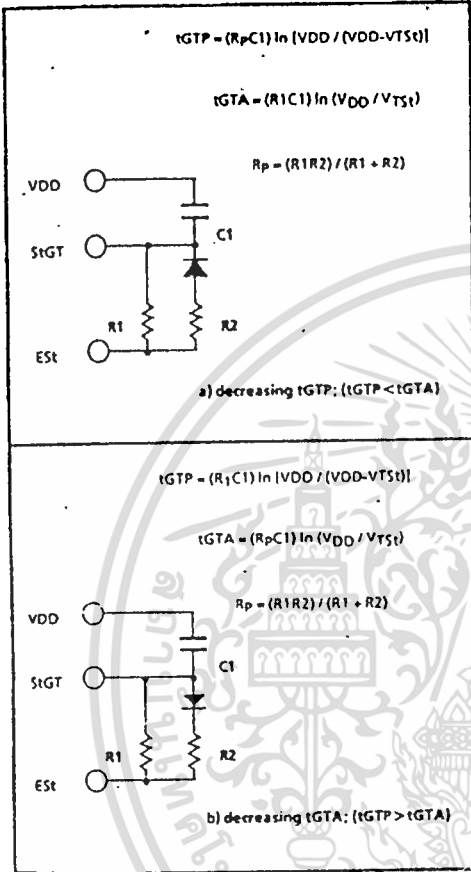 tGTP = (RpC1) ln [VDD / (VDD-VTSt)]
tGTA = (R1C1) ln (VDD / VTSt)
Rp = (R1R2) / (R1 + R2)
VDD
C1
StGT
R1
R2
ESt
a) decreasing tGTP; (tGTP < tGTA)
tGTP = (R1C1) ln [VDD / (VDD-VTSt)]
tGTA = (RpC1) ln (VDD / VTSt)
Rp = (R1R2) / (R1 + R2)
VDD
C1
StGT
R1
R2
ESt
b) decreasing tGTA; (tGTP > tGTA)